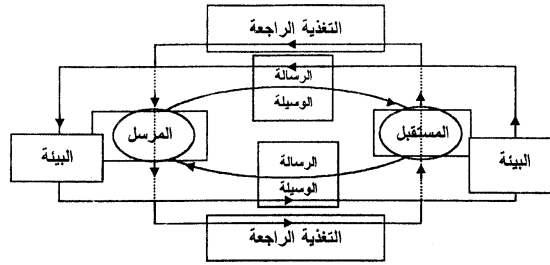 التغذية الراجعة
الرسالة
الوسيلة
المستقبل
المرسل
البيئة
البيئة
الرسالة
الوسيلة
التغذية الراجعة